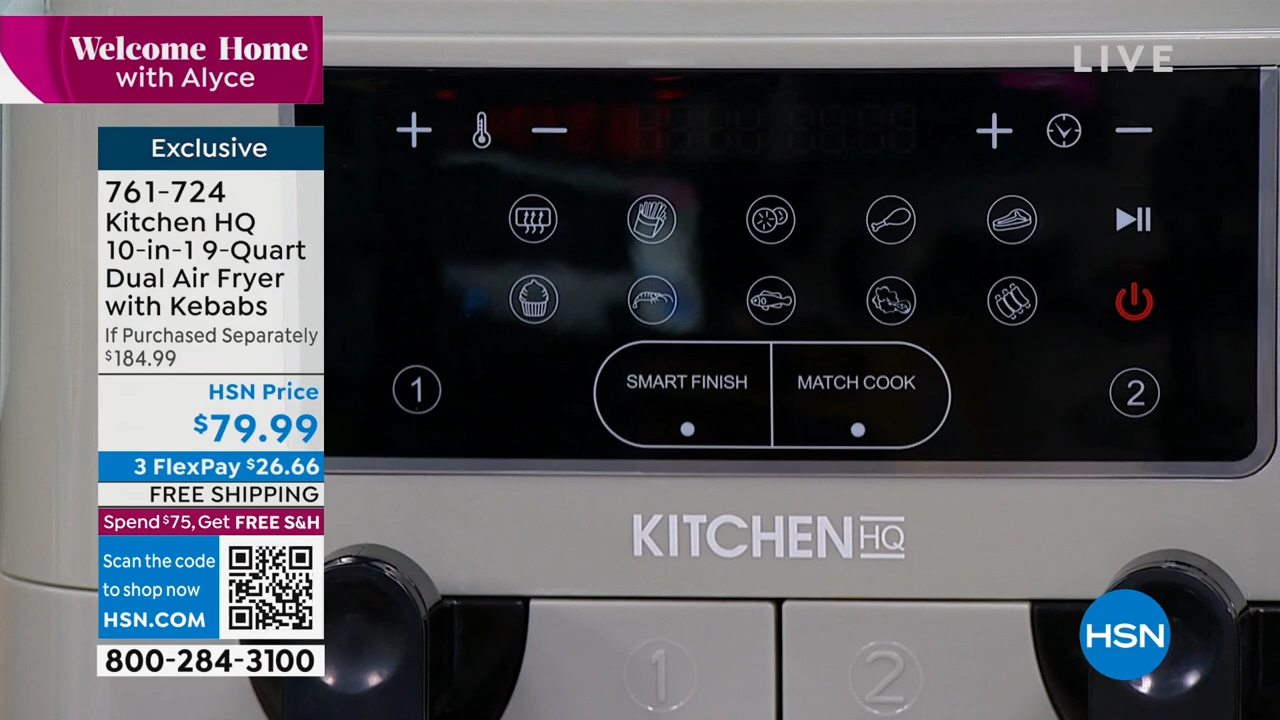 Welcome Home
with Alyce
LIVE
Exclusive
761-724
Kitchen HQ
10-in-1 9-Quart
Dual Air Fryer
with Kebabs
If Purchased Separately
$184.99
HSN Price
$79.99
3 FlexPay $26.66
FREE SHIPPING
Spend $75, Get FREE S&H
Scan the code
to shop now
HSN.COM
800-284-3100
1
SMART FINISH
MATCH COOK
2
KITCHEN HQ
1
2
HSN